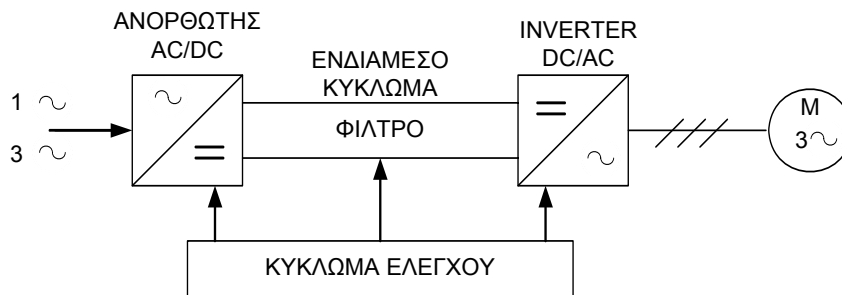 ΑΝΟΡΘΩΤΗΣ
AC/DC
ΕΝΔΙΑΜΕΣΟ
ΚΥΚΛΩΜΑ
ΦΙΛΤΡΟ
INVERTER
DC/AC
1 ~
3 ~
M
3 ~
ΚΥΚΛΩΜΑ ΕΛΕΓΧΟΥ